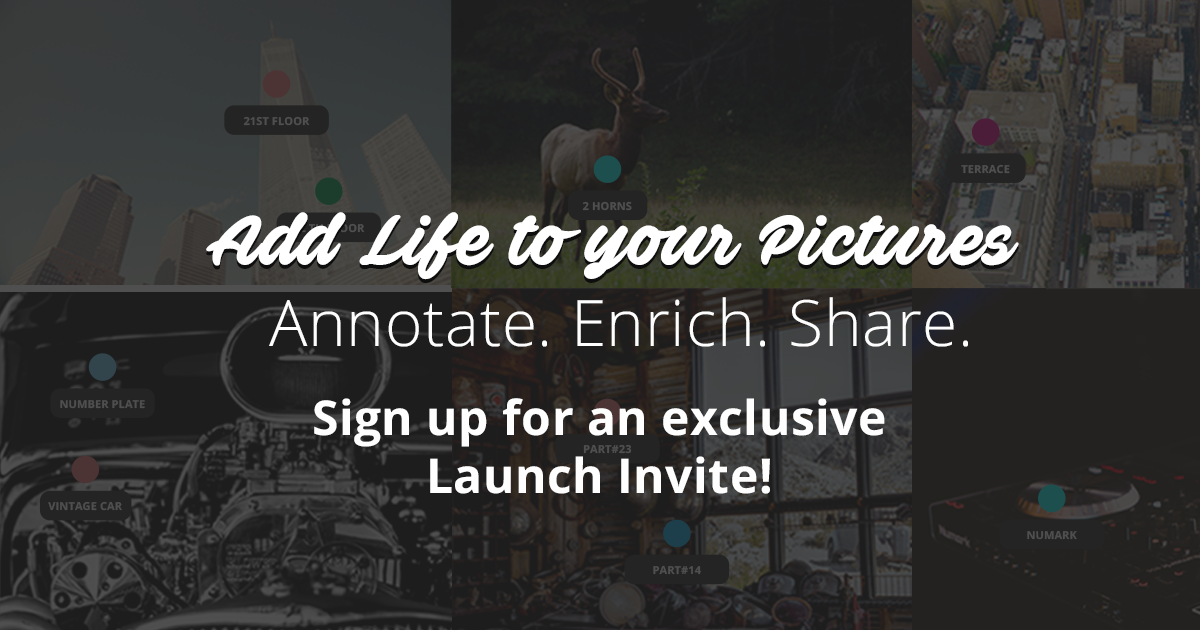 21ST FLOOR
2 HORNS
TERRACE
Add Life to your Pictures
Annotate. Enrich. Share.
NUMBER PLATE
Sign up for an exclusive
PART#23
Launch Invite!
VINTAGE CAR
NUMARK
PART#14